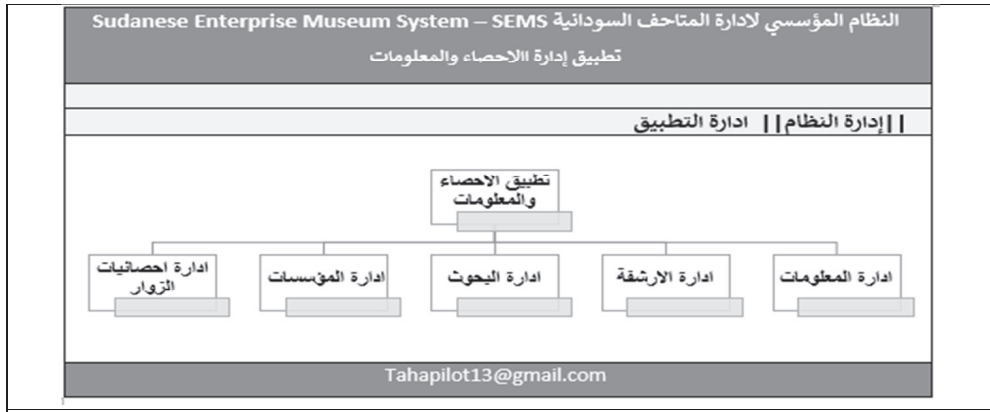 النظام المؤسسي لادارة المتاحف السودانية Sudanese Enterprise Museum System – SEMS
تطبيق إدارة االاحصاء والمعلومات
||إدارة النظام|| ادارة التطبيق
تطبيق الاحصاء
والمعلومات
ادارة المعلومات
ادارة الارشفة
ادارة البحوث
ادارة المؤسسات
ادارة احصائيات
الزوار
Tahapilot13@gmail.com